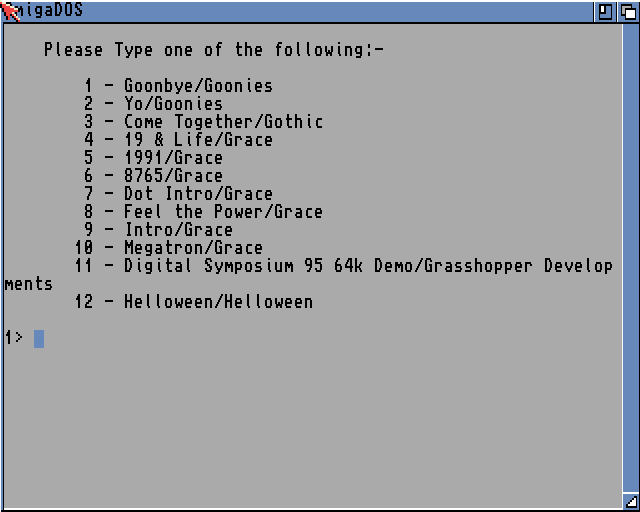 AmigaDOS
Please Type one of the following:-
1 - Goonbye/Goonies
2 - Yo/Goonies
3 - Come Together/Gothic
4 - 19 & Life/Grace
5 - 1991/Grace
6 - 8765/Grace
7 - Dot Intro/Grace
8 - Feel the Power/Grace
9 - Intro/Grace
10 - Megatron/Grace
11 - Digital Symposium 95 64k Demo/Grasshopper Develop
ments
12 - Helloween/Helloween
1>